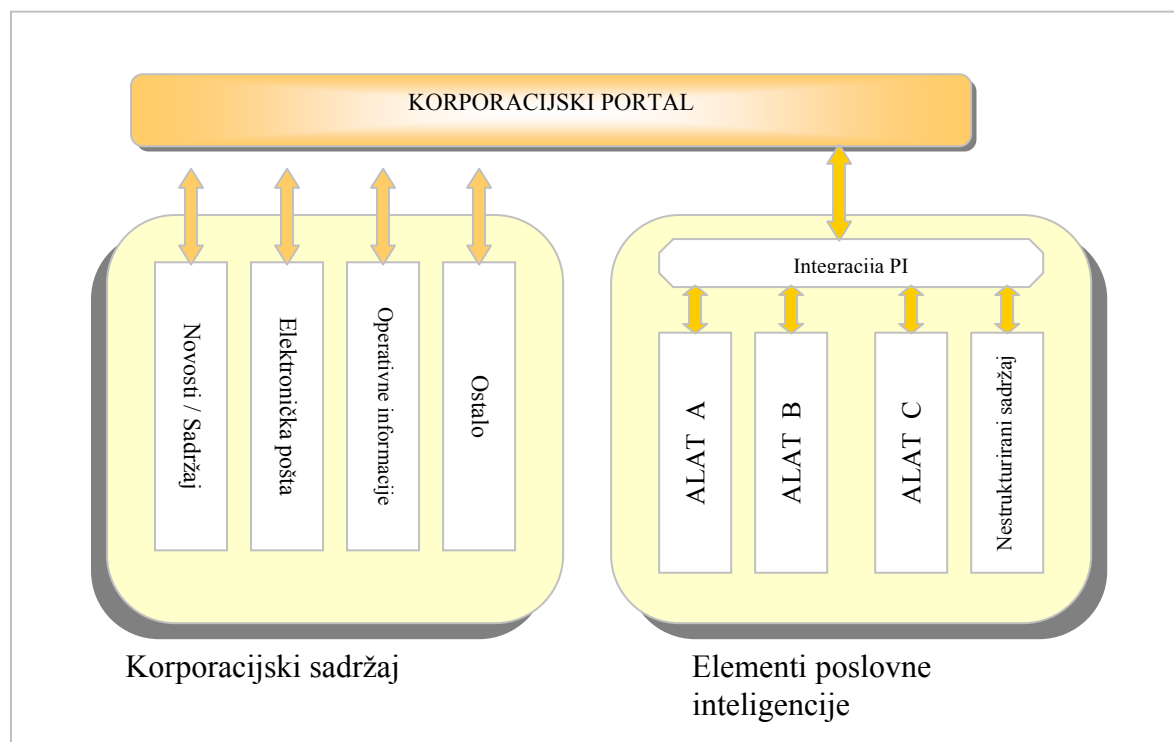 KORPORACIJSKI PORTAL
Novosti / Sadržaj
Elektronička pošta
Operativne informacije
Ostalo
Integracija PI
ALAT A
ALAT B
ALAT C
Nestrukturirani sadržaj
Korporacijski sadržaj
Elementi poslovne
inteligencije